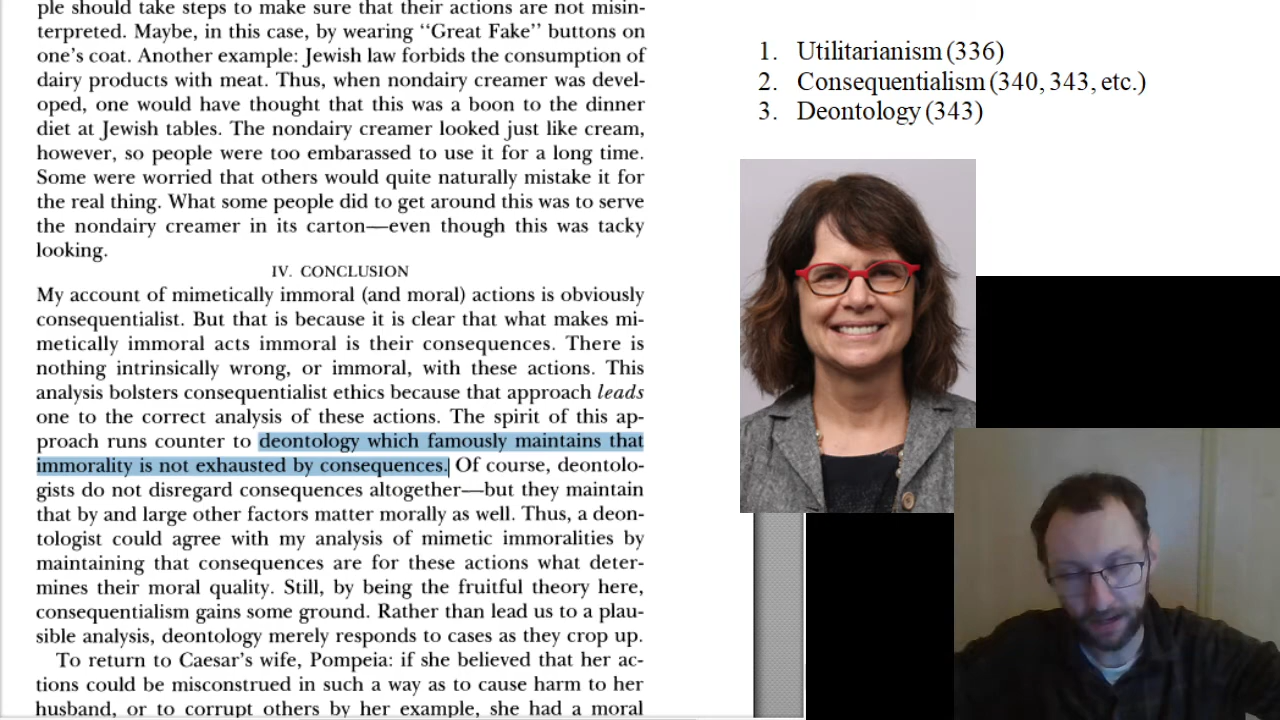 ple should take steps to make sure that their actions are not misin-
terpreted. Maybe, in this case, by wearing “Great Fake” buttons on
one’s coat. Another example: Jewish law forbids the consumption of
dairy products with meat. Thus, when nondairy creamer was devel-
oped, one would have thought that this was a boon to the dinner
diet at Jewish tables. The nondairy creamer looked just like cream,
however, so people were too embarassed to use it for a long time.
Some were worried that others would quite naturally mistake it for
the real thing. What some people did to get around this was to serve
the nondairy creamer in its carton—even though this was tacky
looking.
IV. CONCLUSION
My account of mimetically immoral (and moral) actions is obviously
consequentialist. But that is because it is clear that what makes mi-
metically immoral acts immoral is their consequences. There is
nothing intrinsically wrong, or immoral, with these actions. This
analysis bolsters consequentialist ethics because that approach leads
one to the correct analysis of these actions. The spirit of this ap-
proach runs counter to deontology which famously maintains that
immorality is not exhausted by consequences. Of course, deontolo-
gists do not disregard consequences altogether—but they maintain
that by and large other factors matter morally as well. Thus, a deon-
tologist could agree with my analysis of mimetic immoralities by
maintaining that consequences are for these actions what deter-
mines their moral quality. Still, by being the fruitful theory here,
consequentialism gains some ground. Rather than lead us to a plau-
sible analysis, deontology merely responds to cases as they crop up.
To return to Caesar’s wife, Pompeia: if she believed that her ac-
tions could be misconstrued in such a way as to cause harm to her
husband, or to corrupt others by her example, she had a moral
1. Utilitarianism (336)
2. Consequentialism (340, 343, etc.)
3. Deontology (343)